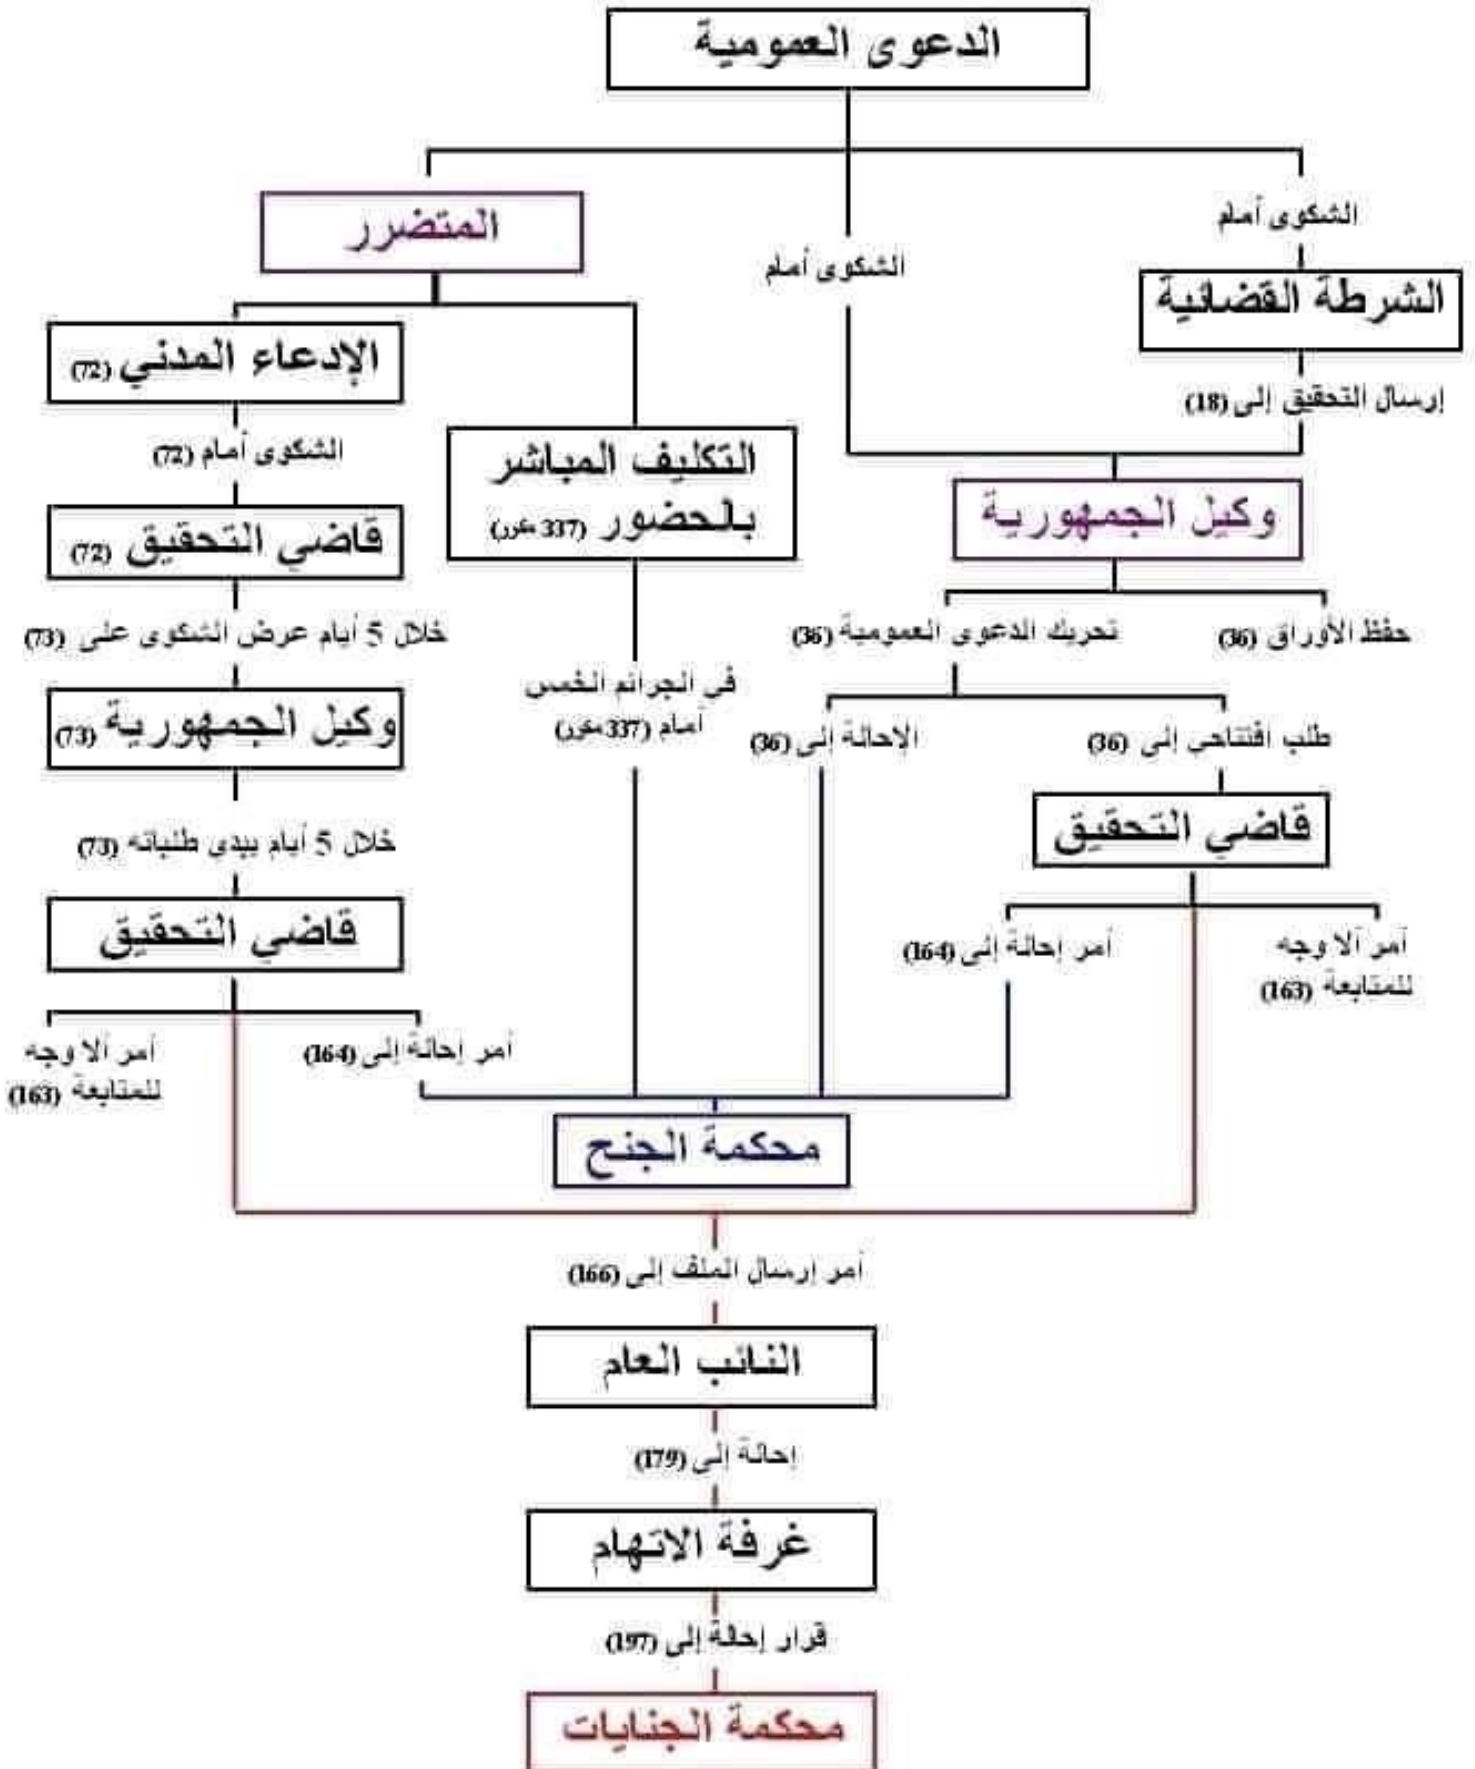 الدعوى العمومية
المتضرر
الشكوى أمام
الشكوى أمام
الشرطة القضائية
إرسال التحقيق إلى (18)
الإدعاء المدني (72)
الشكوى أمام (72)
قاضي التحقيق (72)
خلال 5 أيام عرض الشكوى على (73)
وكيل الجمهورية (73)
خلال 5 أيام يبدي طلباته (73)
قاضي التحقيق
أمر إحالة إلى (164)
أمر ألا وجه
للمتابعة (163)
التكليف المباشر
بالحضور (337 مكرر)
في الجرائم الخمس
أمام (337 مكرر)
وكيل الجمهورية
حفظ الأوراق (36)
تحريك الدعوى العمومية (36)
الإحالة إلى (36)
طلب افتتاحي إلى (36)
قاضي التحقيق
أمر ألا وجه
للمتابعة (163)
أمر إحالة إلى (164)
محكمة الجنح
أمر إرسال الملف إلى (166)
النائب العام
إحالة إلى (179)
غرفة الاتهام
قرار إحالة إلى (197)
محكمة الجنايات